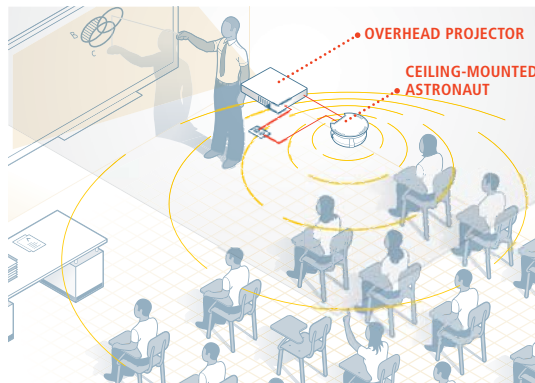 OVERHEAD PROJECTOR
CEILING-MOUNTED
ASTRONAUT
B
C